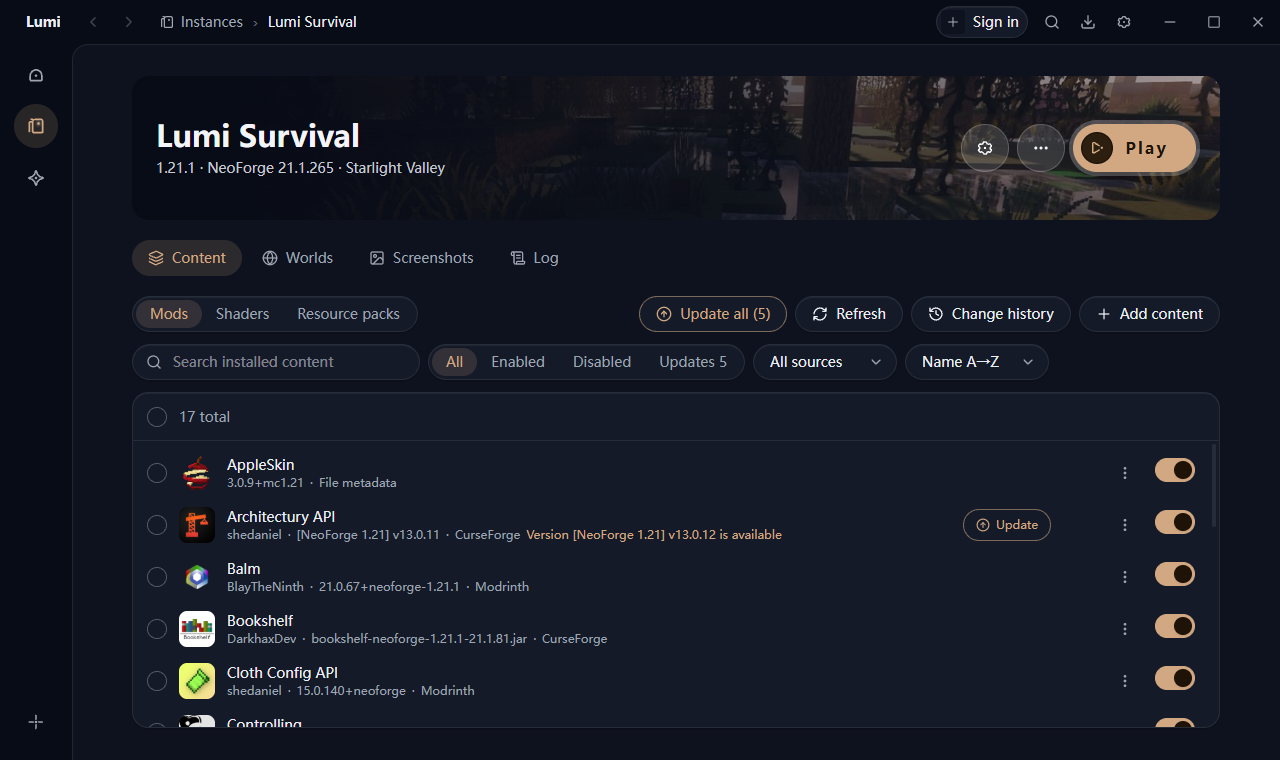 Lumi
Instances › Lumi Survival
Sign in
Lumi Survival
1.21.1 · NeoForge 21.1.265 · Starlight Valley
Play
Content
Worlds
Screenshots
Log
Mods
Shaders
Resource packs
Update all (5)
Refresh
Change history
Add content
Search installed content
All
Enabled
Disabled
Updates 5
All sources
Name A→Z
17 total
AppleSkin
3.0.9+mc1.21 · File metadata
Architectury API
shedaniel · [NeoForge 1.21] v13.0.11 · CurseForge Version [NeoForge 1.21] v13.0.12 is available
Update
Balm
BlayTheNinth · 21.0.67+neoforge-1.21.1 · Modrinth
Bookshelf
DarkhaxDev · bookshelf-neoforge-1.21.1-21.1.81.jar · CurseForge
Bookshelf
Cloth Config API
shedaniel · 15.0.140+neoforge · Modrinth
Controlling